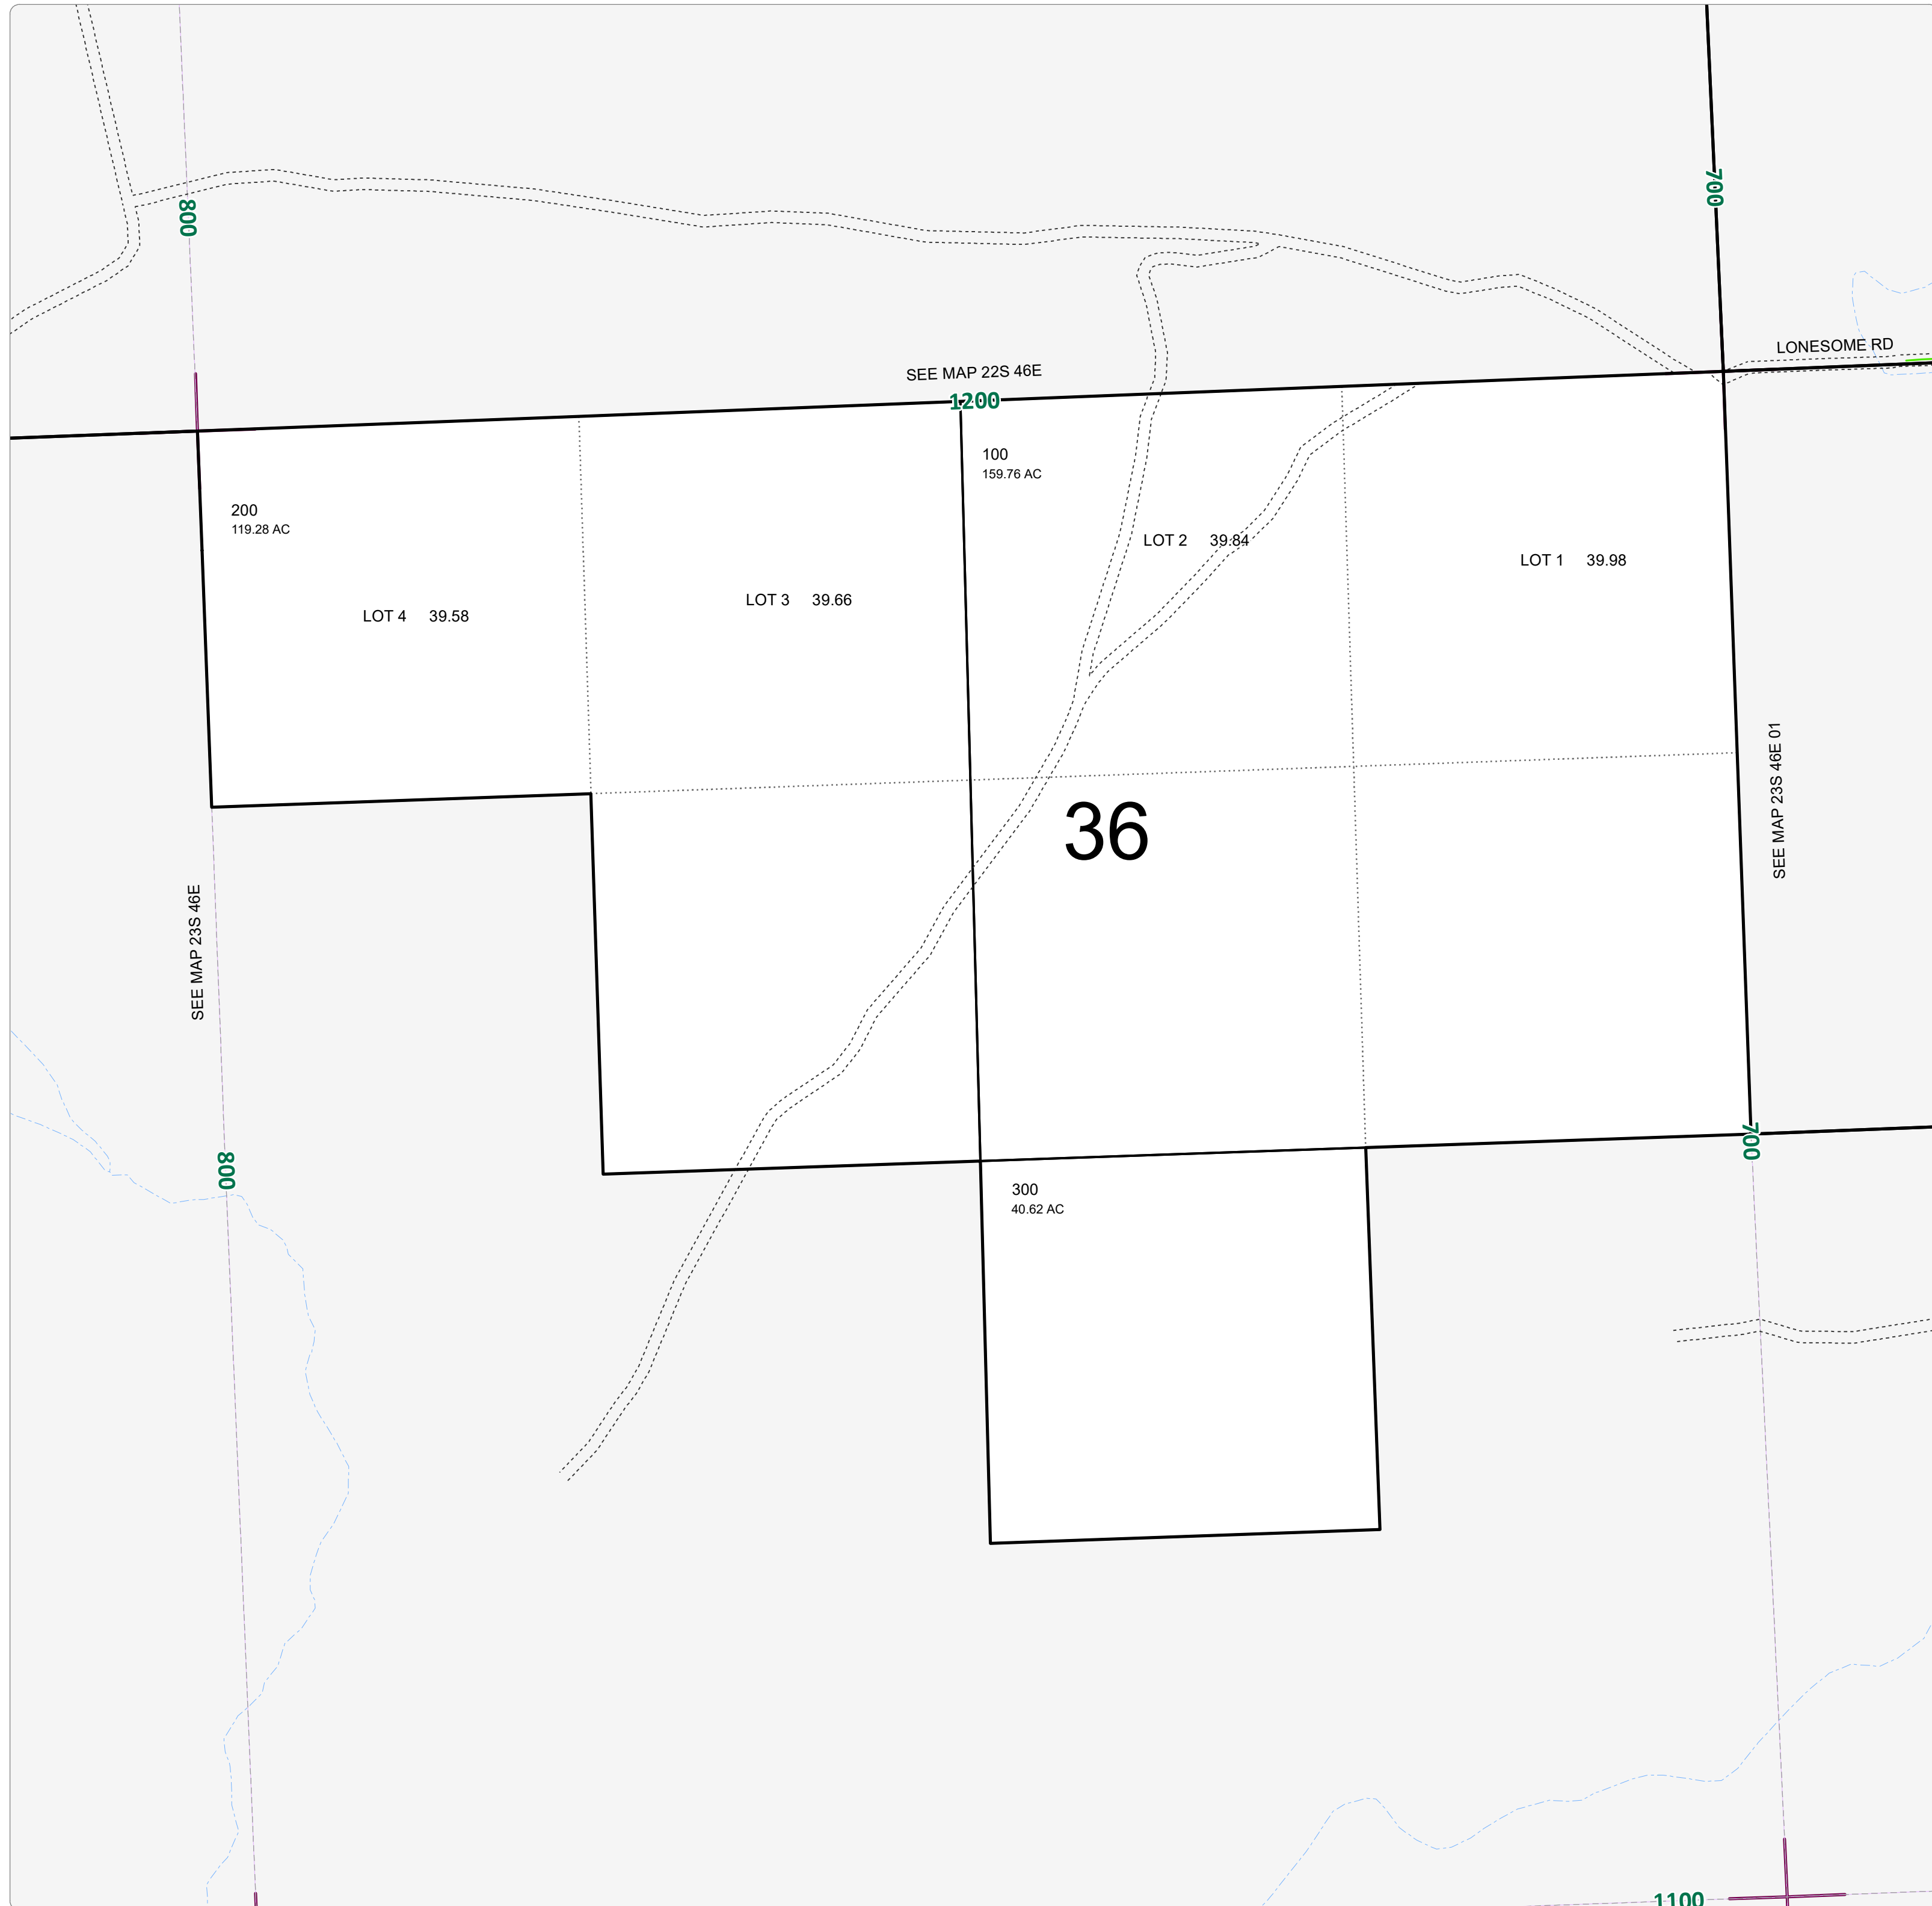 800
700
LONESOME RD
SEE MAP 22S 46E
1200
100
159.76 AC
200
119.28 AC
LOT 2 39.84
LOT 1 39.98
LOT 3 39.66
LOT 4 39.58
SEE MAP 23S 46E 01
36
SEE MAP 23S 46E
700
800
300
40.62 AC
1100